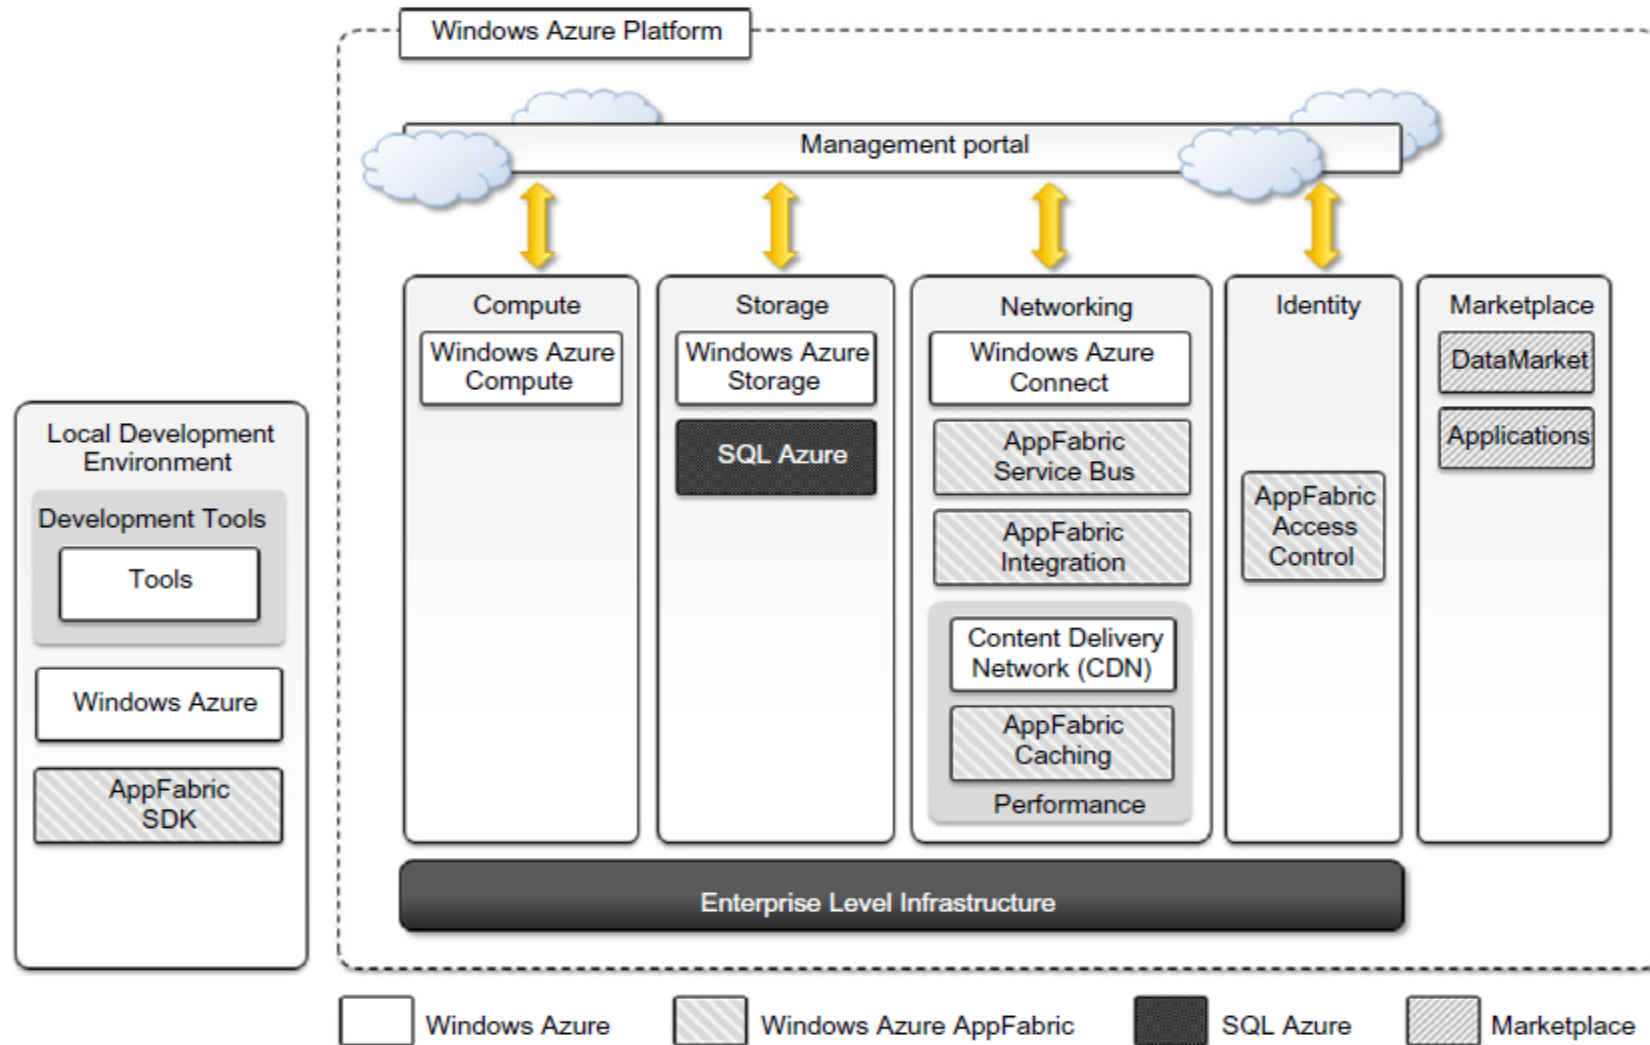 Windows Azure Platform
Management portal
Compute
Windows Azure
Compute
Storage
Windows Azure
Storage
SQL Azure
Networking
Windows Azure
Connect
AppFabric
Service Bus
AppFabric
Integration
Content Delivery
Network (CDN)
AppFabric
Caching
Performance
Identity
AppFabric
Access
Control
Marketplace
DataMarket
Applications
Local Development
Environment
Development Tools
Tools
Windows Azure
AppFabric
SDK
Enterprise Level Infrastructure
Windows Azure
Windows Azure AppFabric
SQL Azure
Marketplace